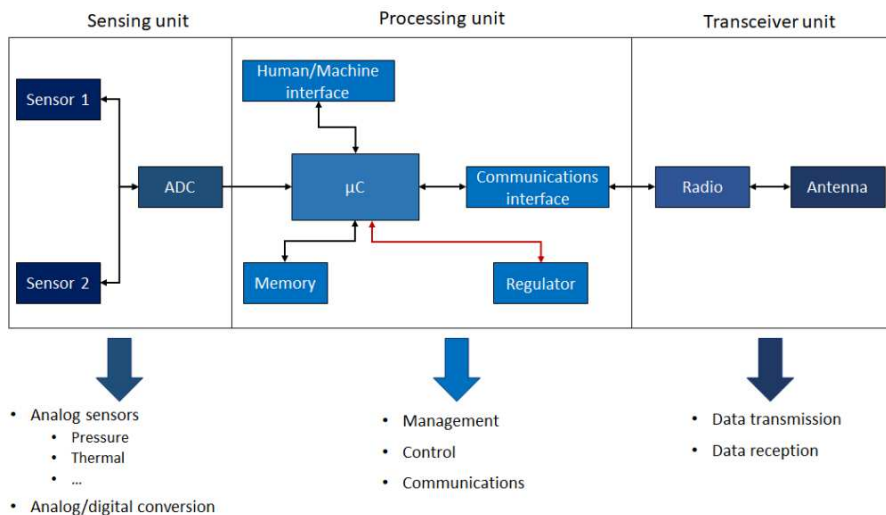 Sensing unit
Processing unit
Transceiver unit
Human/Machine
interface
Sensor 1
ADC
µC
Communications
interface
Radio
Antenna
Sensor 2
Memory
Regulator
• Analog sensors
• Pressure
• Thermal
• ...
• Analog/digital conversion
• Management
• Control
• Communications
• Data transmission
• Data reception